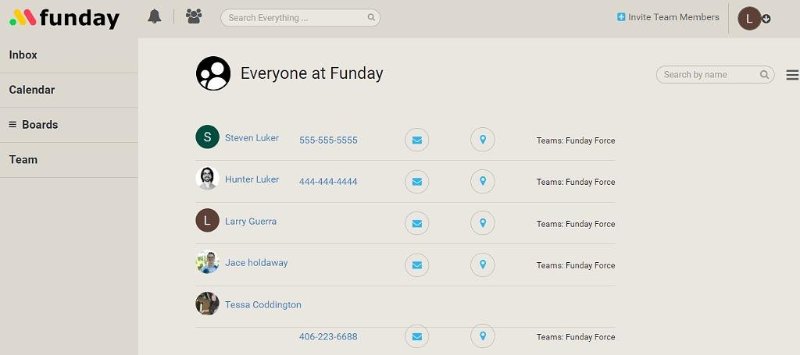 funday
Search Everything ...
Invite Team Members
L
Inbox
Calendar
Boards
Team
Everyone at Funday
Search by name
S Steven Luker 555-555-5555 Teams: Funday Force
Hunter Luker 444-444-4444 Teams: Funday Force
L Larry Guerra Teams: Funday Force
Jace holdaway Teams: Funday Force
Tessa Coddington
406-223-6688 Teams: Funday Force